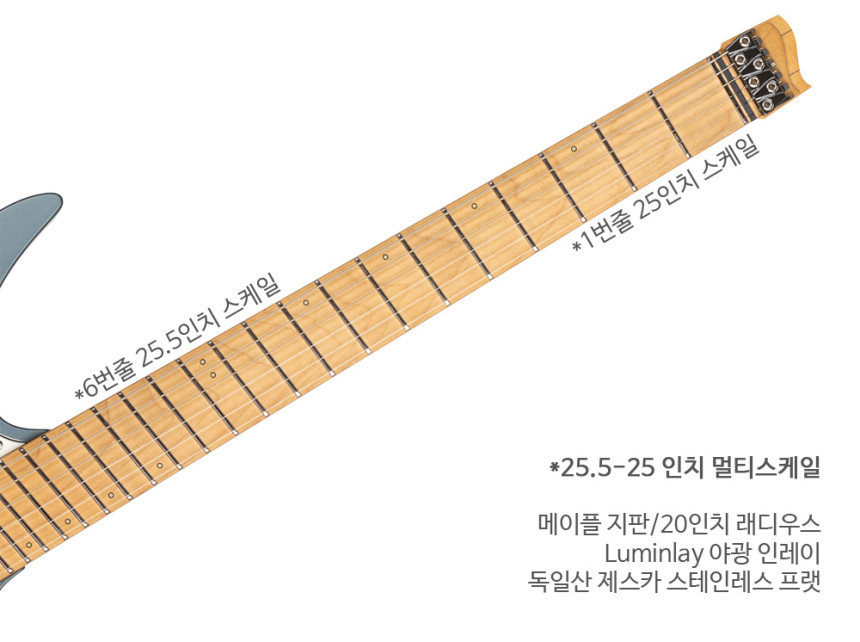 *1번줄 25인치 스케일
*6번줄 25.5인치 스케일
*25.5-25 인치 멀티스케일
메이플 지판/20인치 래디우스
Luminlay 야광 인레이
독일산 제스카 스테인레스 프랫